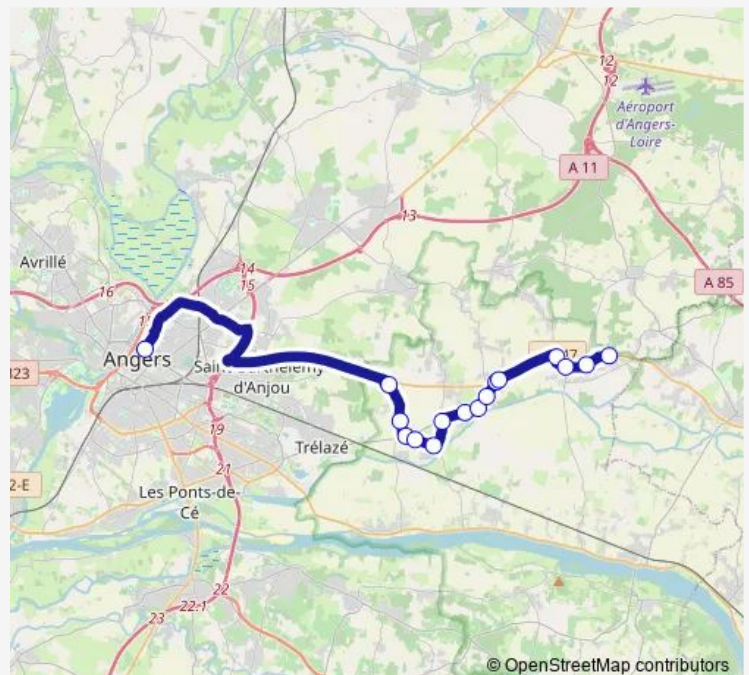 12
12
Aéroport
d'Angers-
Loire
A 11
13
Avrillé
14
15
16
A 85
Angers
d'Anjou
19
Trélazé
21
Les Ponts-de-
Cé
22
22.1
23
© OpenStreetMap contributors